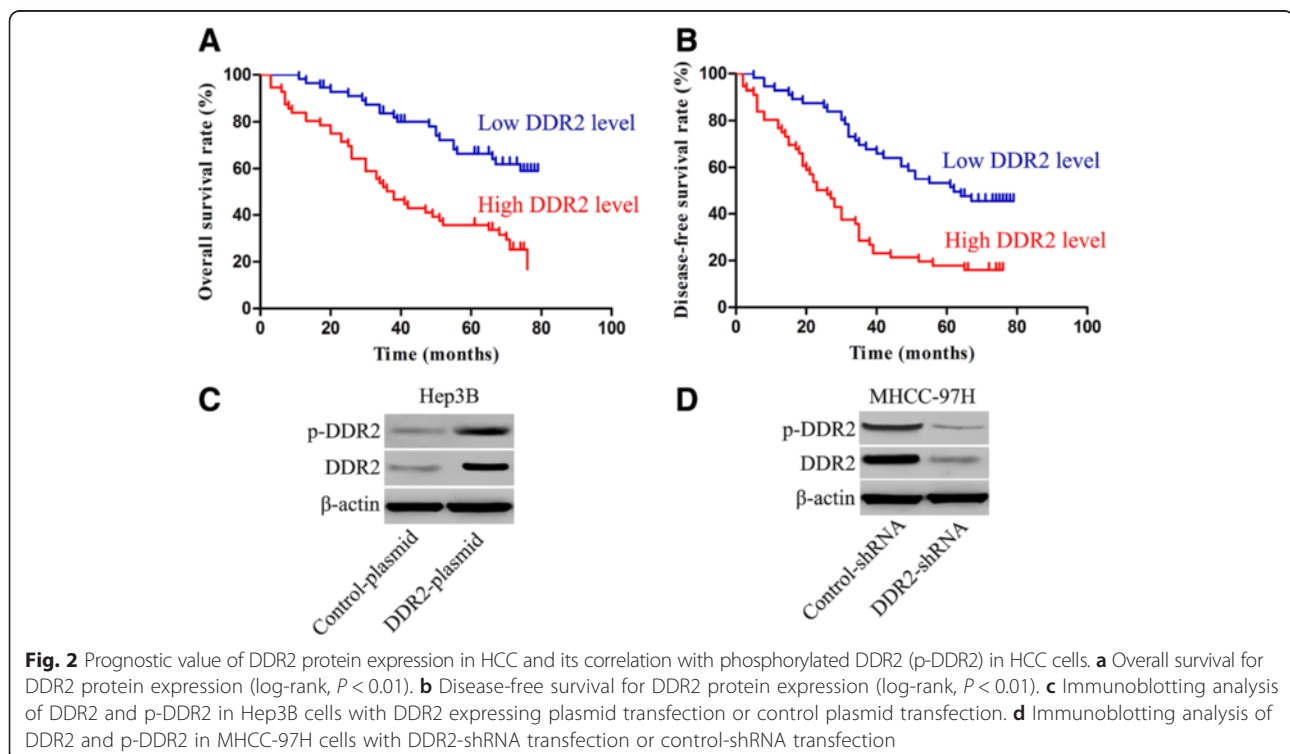 A
Overall survival rate (%)
100
80
60
40
20
0
0 20 40 60 80 100
Time (months)
Low DDR2 level
High DDR2 level
B
Disease-free survival rate (%)
100
80
60
40
20
0
0 20 40 60 80 100
Time (months)
Low DDR2 level
High DDR2 level
C
Hep3B
p-DDR2
DDR2
β-actin
Control-plasmid
DDR2-plasmid
D
MHCC-97H
p-DDR2
DDR2
β-actin
Control-shRNA
DDR2-shRNA
Fig. 2 Prognostic value of DDR2 protein expression in HCC and its correlation with phosphorylated DDR2 (p-DDR2) in HCC cells. a Overall survival for
DDR2 protein expression (log-rank, P < 0.01). b Disease-free survival for DDR2 protein expression (log-rank, P < 0.01). c Immunoblotting analysis
of DDR2 and p-DDR2 in Hep3B cells with DDR2 expressing plasmid transfection or control plasmid transfection. d Immunoblotting analysis of
DDR2 and p-DDR2 in MHCC-97H cells with DDR2-shRNA transfection or control-shRNA transfection